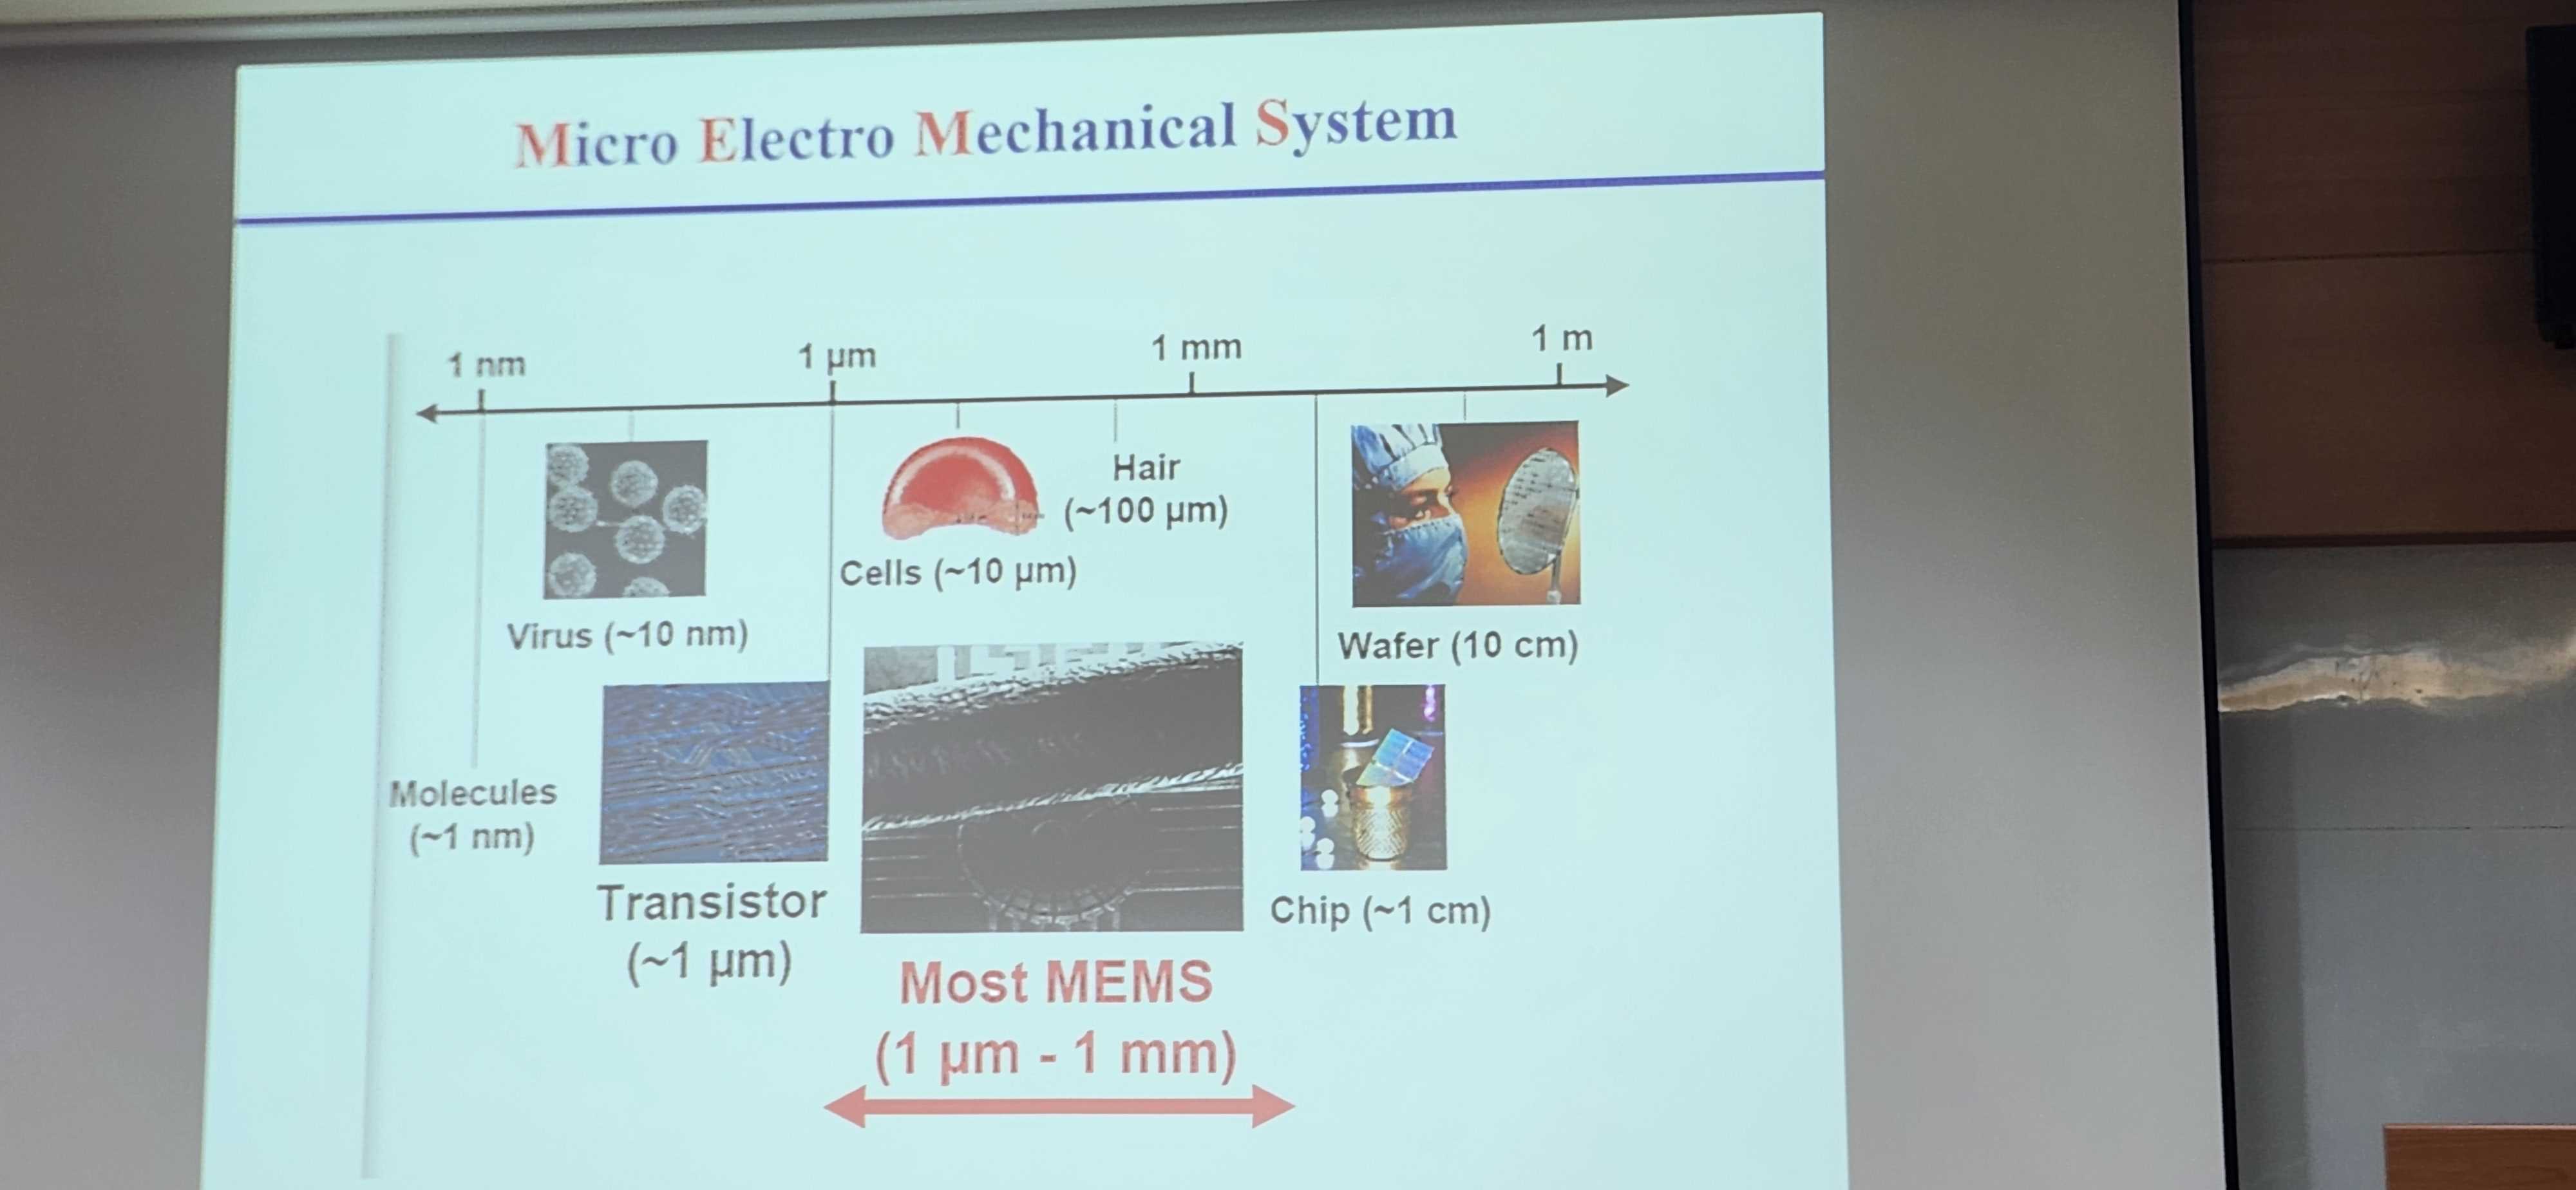 Micro Electro Mechanical System
1 nm
1 µm
1 mm
1 m
Hair
(~100 µm)
Cells (~10 µm)
Virus (~10 nm)
Wafer (10 cm)
Molecules
(~1 nm)
Transistor
(~1 µm)
Chip (~1 cm)
Most MEMS
(1 µm - 1 mm)